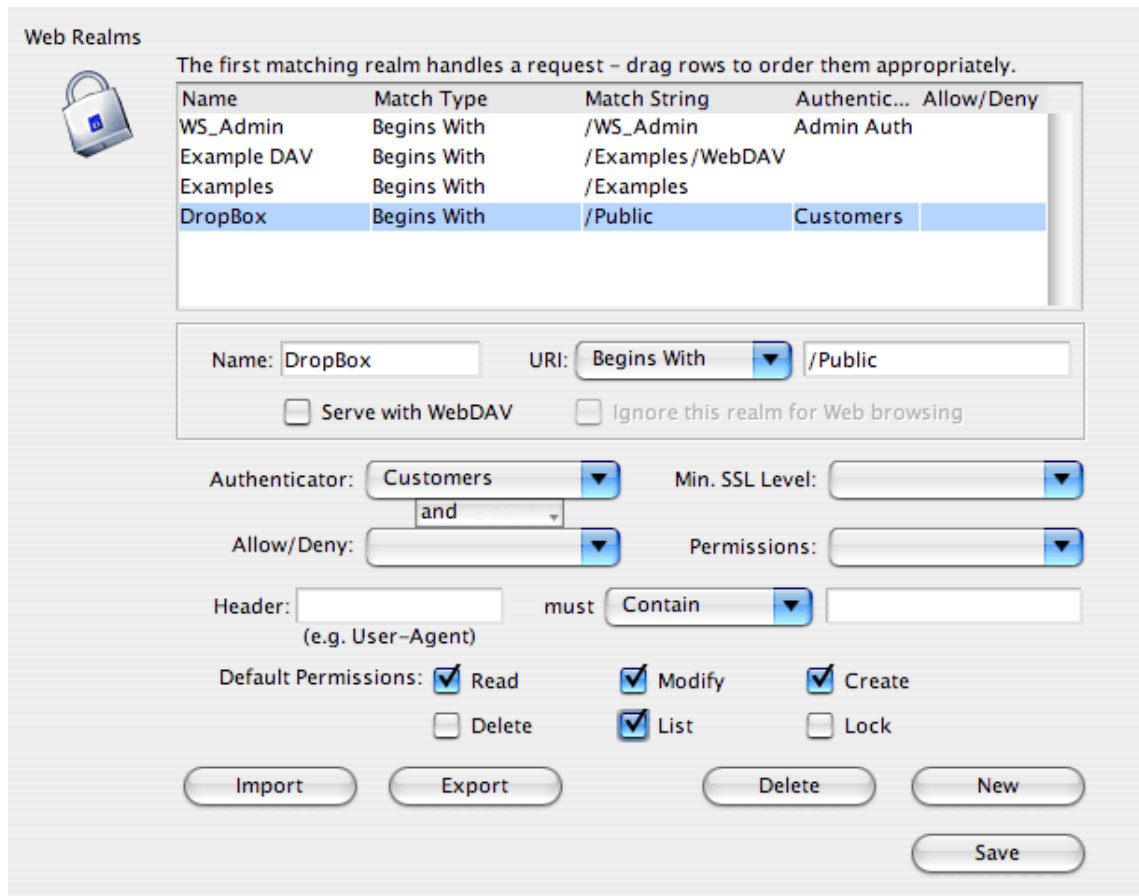 Web Realms
The first matching realm handles a request – drag rows to order them appropriately.
Name Match Type Match String Authentic... Allow/Deny
WS_Admin Begins With /WS_Admin Admin Auth
Example DAV Begins With /Examples/WebDAV
Examples Begins With /Examples
DropBox Begins With /Public Customers
Name: DropBox URI: Begins With /Public
Serve with WebDAV Ignore this realm for Web browsing
Authenticator: Customers Min. SSL Level:
and
Allow/Deny: Permissions:
Header: must Contain
(e.g. User-Agent)
Default Permissions: Read Modify Create
Delete List Lock
Import Export Delete New
Save